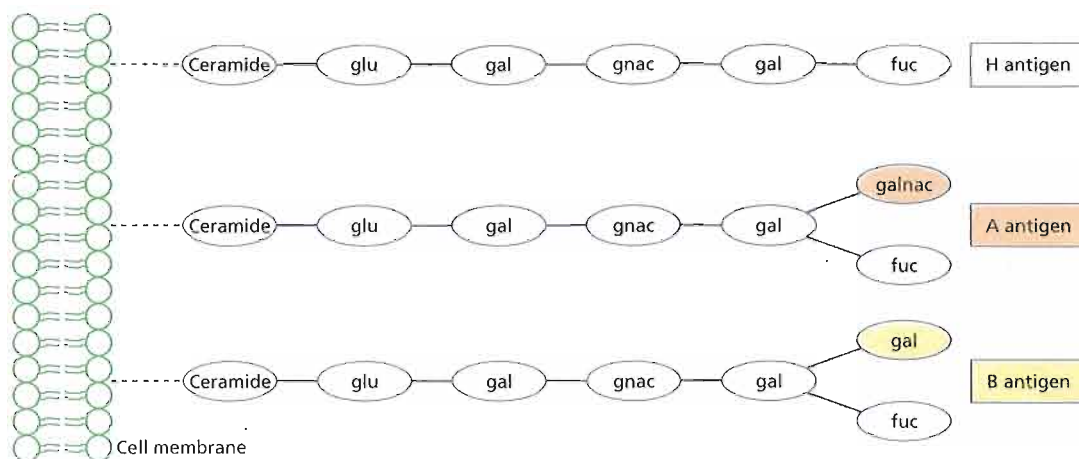 Ceramide glu gal gnac gal fuc H antigen
galnac
Ceramide glu gal gnac gal A antigen
fuc
gal
Ceramide glu gal gnac gal B antigen
fuc
Cell membrane